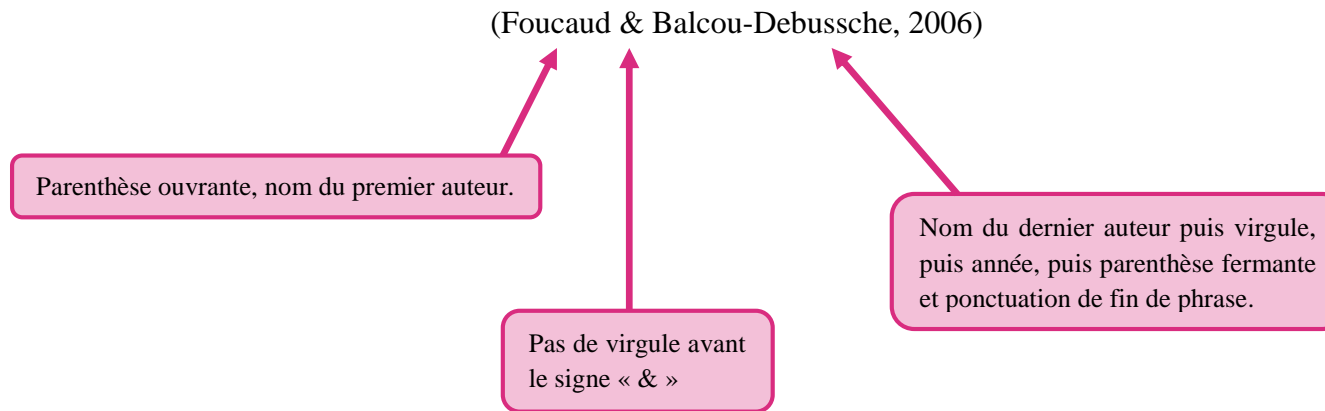 (Foucaud & Balcou-Debussche, 2006)
Parenthèse ouvrante, nom du premier auteur.
Nom du dernier auteur puis virgule,
puis année, puis parenthèse fermante
et ponctuation de fin de phrase.
Pas de virgule avant
le signe « & »